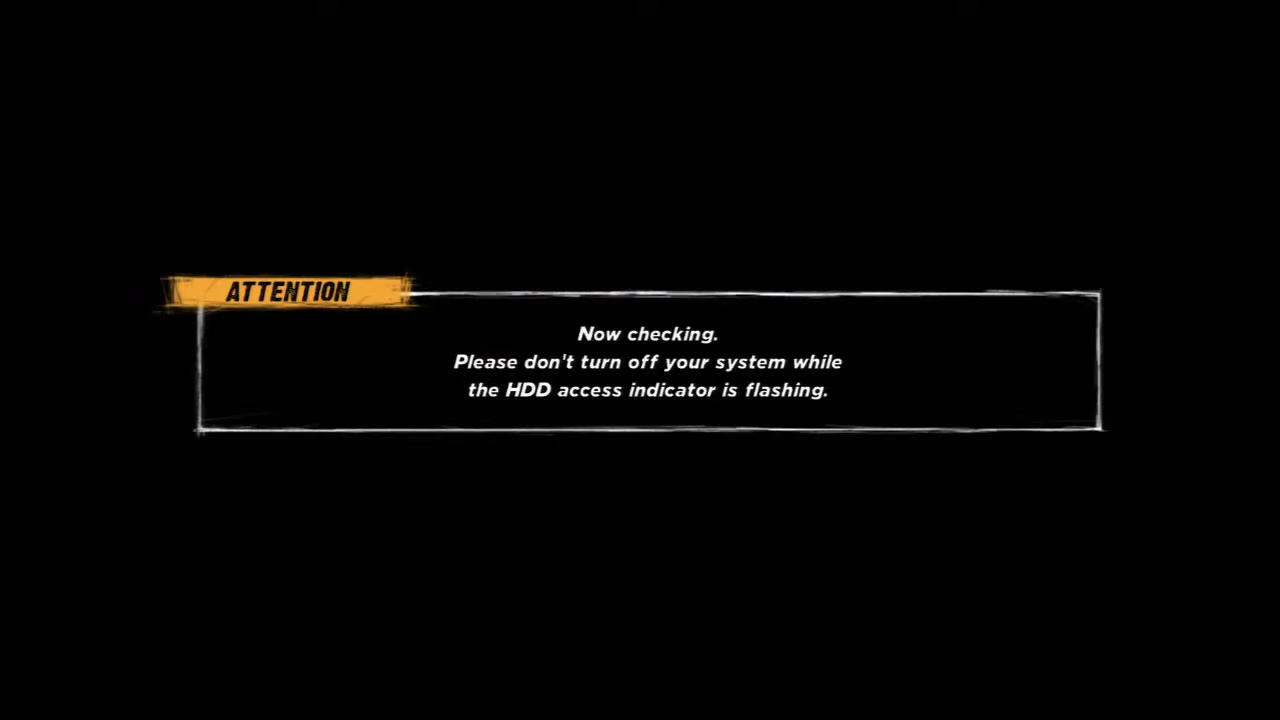 ATTENTION
Now checking.
Please don't turn off your system while
the HDD access indicator is flashing.